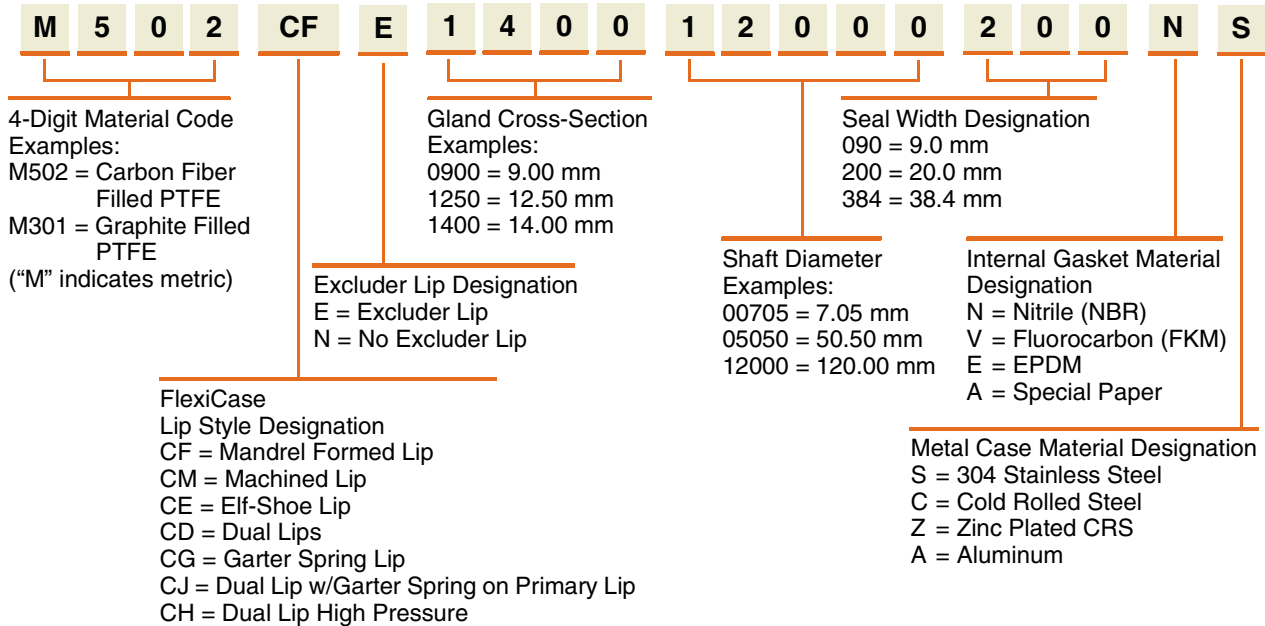 M 5 0 2 CF E 1 4 0 0 1 2 0 0 0 2 0 0 N S
4-Digit Material Code
Examples:
M502 = Carbon Fiber
Filled PTFE
M301 = Graphite Filled
PTFE
(“M” indicates metric)
Gland Cross-Section
Examples:
0900 = 9.00 mm
1250 = 12.50 mm
1400 = 14.00 mm
Seal Width Designation
090 = 9.0 mm
200 = 20.0 mm
384 = 38.4 mm
Excluder Lip Designation
E = Excluder Lip
N = No Excluder Lip
Shaft Diameter
Examples:
00705 = 7.05 mm
05050 = 50.50 mm
12000 = 120.00 mm
Internal Gasket Material
Designation
N = Nitrile (NBR)
V = Fluorocarbon (FKM)
E = EPDM
A = Special Paper
FlexiCase
Lip Style Designation
CF = Mandrel Formed Lip
CM = Machined Lip
CE = Elf-Shoe Lip
CD = Dual Lips
CG = Garter Spring Lip
CJ = Dual Lip w/Garter Spring on Primary Lip
CH = Dual Lip High Pressure
Metal Case Material Designation
S = 304 Stainless Steel
C = Cold Rolled Steel
Z = Zinc Plated CRS
A = Aluminum